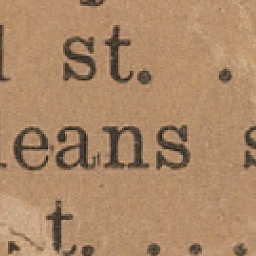 st. .
leans s
t. . . .